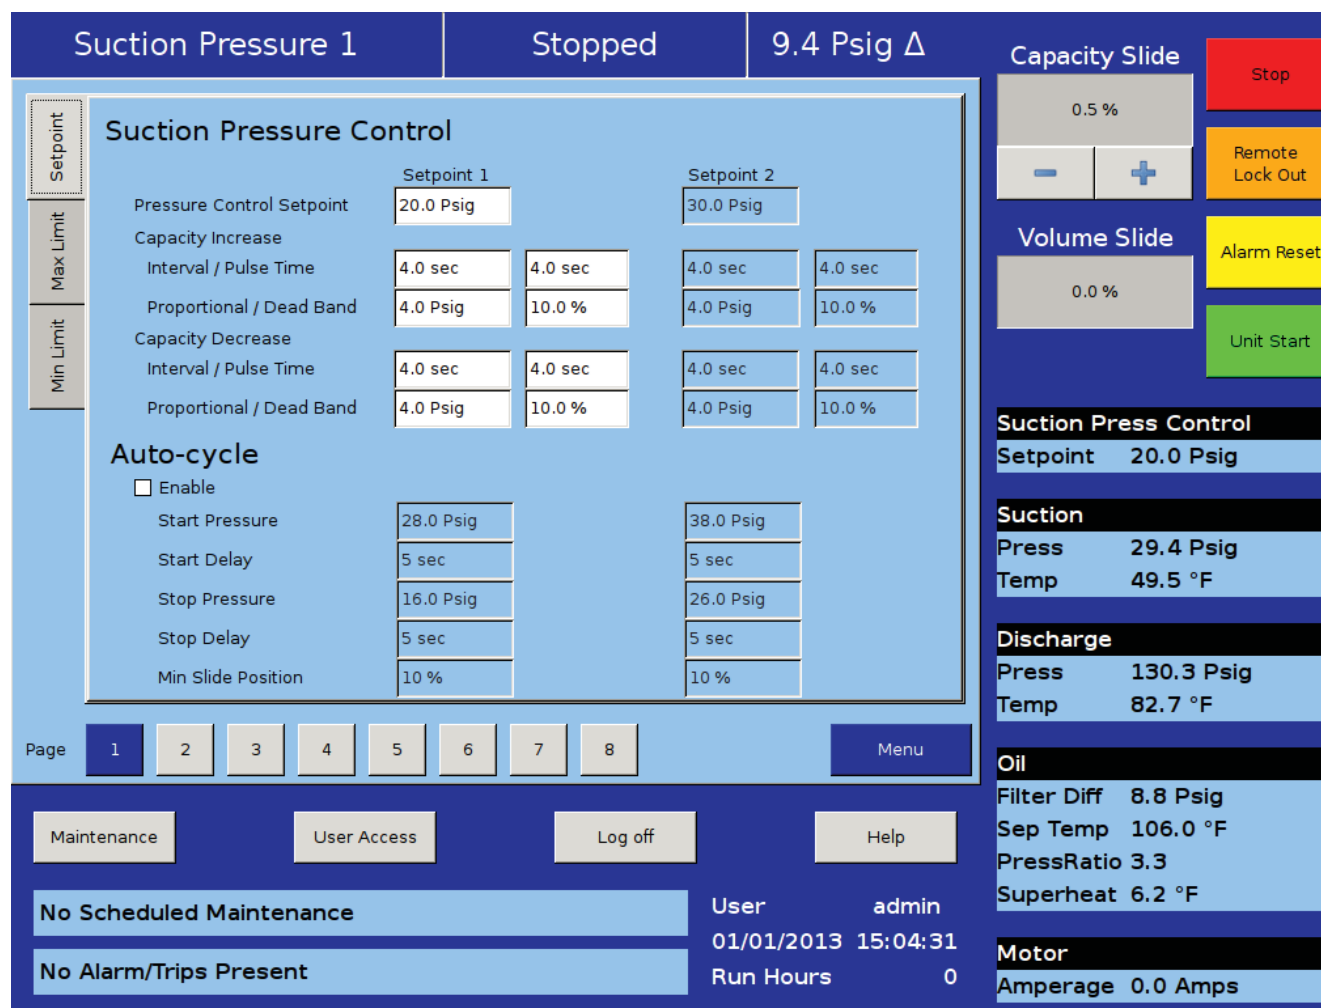 Suction Pressure 1 Stopped 9.4 Psig Δ
Capacity Slide
0.5 %
Stop
Remote
Lock Out
Volume Slide
0.0 %
Alarm Reset
Unit Start
Setpoint
Max Limit
Min Limit
Suction Pressure Control
Setpoint 1 Setpoint 2
Pressure Control Setpoint 20.0 Psig 30.0 Psig
Capacity Increase
Interval / Pulse Time 4.0 sec 4.0 sec 4.0 sec 4.0 sec
Proportional / Dead Band 4.0 Psig 10.0 % 4.0 Psig 10.0 %
Capacity Decrease
Interval / Pulse Time 4.0 sec 4.0 sec 4.0 sec 4.0 sec
Proportional / Dead Band 4.0 Psig 10.0 % 4.0 Psig 10.0 %
Auto-cycle
Enable
Start Pressure 28.0 Psig 38.0 Psig
Start Delay 5 sec 5 sec
Stop Pressure 16.0 Psig 26.0 Psig
Stop Delay 5 sec 5 sec
Min Slide Position 10 % 10 %
Page 1 2 3 4 5 6 7 8 Menu
Maintenance User Access Log off Help
No Scheduled Maintenance
No Alarm/Trips Present
User admin
01/01/2013 15:04:31
Run Hours 0
Suction Press Control
Setpoint 20.0 Psig
Suction
Press 29.4 Psig
Temp 49.5 °F
Discharge
Press 130.3 Psig
Temp 82.7 °F
Oil
Filter Diff 8.8 Psig
Sep Temp 106.0 °F
PressRatio 3.3
Superheat 6.2 °F
Motor
Amperage 0.0 Amps